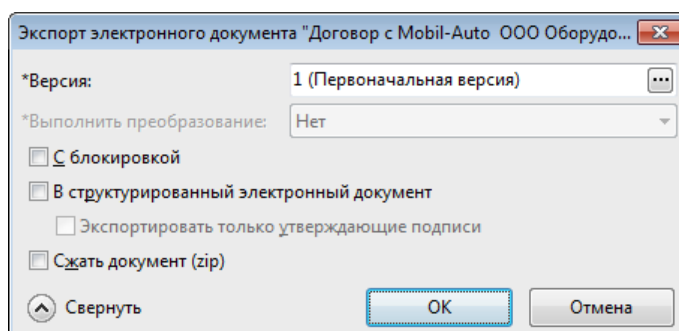 Экспорт электронного документа "Договор с Mobil-Auto ООО Оборудо...
*Версия: 1 (Первоначальная версия) ...
*Выполнить преобразование: Нет
С блокировкой
В структурированный электронный документ
Экспортировать только утверждающие подписи
Сжать документ (zip)
Свернуть ОК Отмена